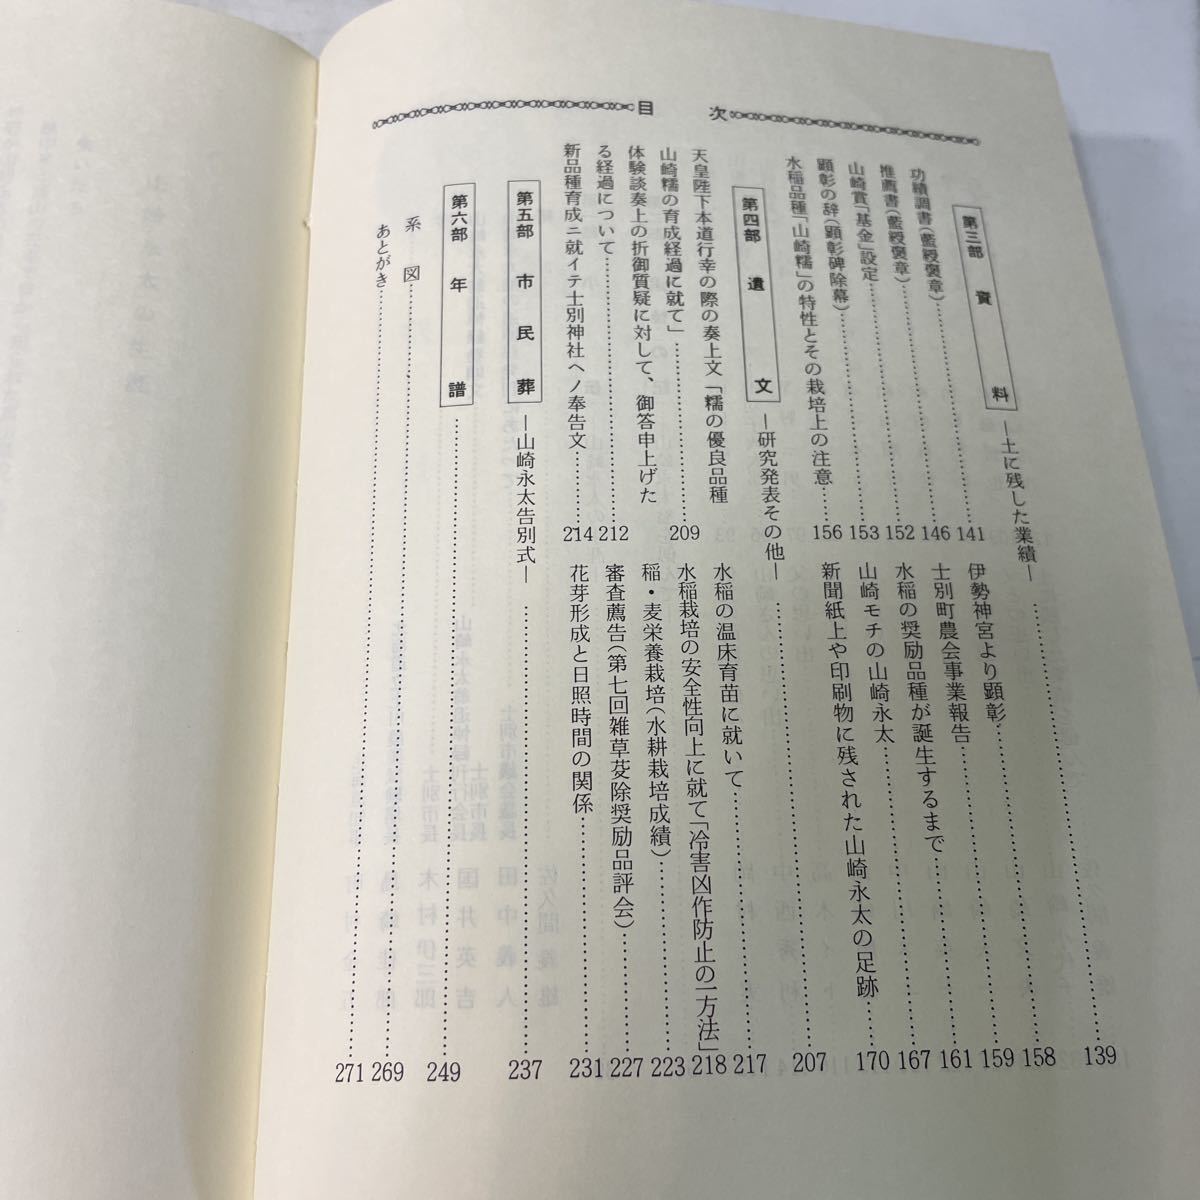 目次
第三部 資料 ―土に残した業績― 139
功績調書(藍綬褒章) 141
推薦書(藍綬褒章) 146
山崎賞「基金」設定 152
顕彰の辞(顕彰碑除幕) 153
水稲品種「山崎糯」の特性とその栽培上の注意 156
伊勢神宮より顕彰 158
士別町農会事業報告 159
水稲の奨励品種が誕生するまで 161
山崎モチの山崎永太 167
新聞紙上や印刷物に残された山崎永太の足跡 170
第四部 遺文 ―研究発表その他― 207
天皇陛下本道行幸の際の奏上文「糯の優良品種
山崎糯の育成経過に就て」 209
体験談奏上の折御質疑に対して、御答申上げた
る経過について 212
新品種育成ニ就イテ士別神社ヘノ奉告文 214
水稲の温床育苗に就いて 217
水稲栽培の安全性向上に就て「冷害凶作防止の一方法」 218
稲・麦栄養栽培(水耕栽培成績) 223
審査薦告(第七回雑草芟除奨励品評会) 227
花芽形成と日照時間の関係 231
第五部 市民葬 ―山崎永太告別式― 237
第六部 年譜 249
系図 269
あとがき 271